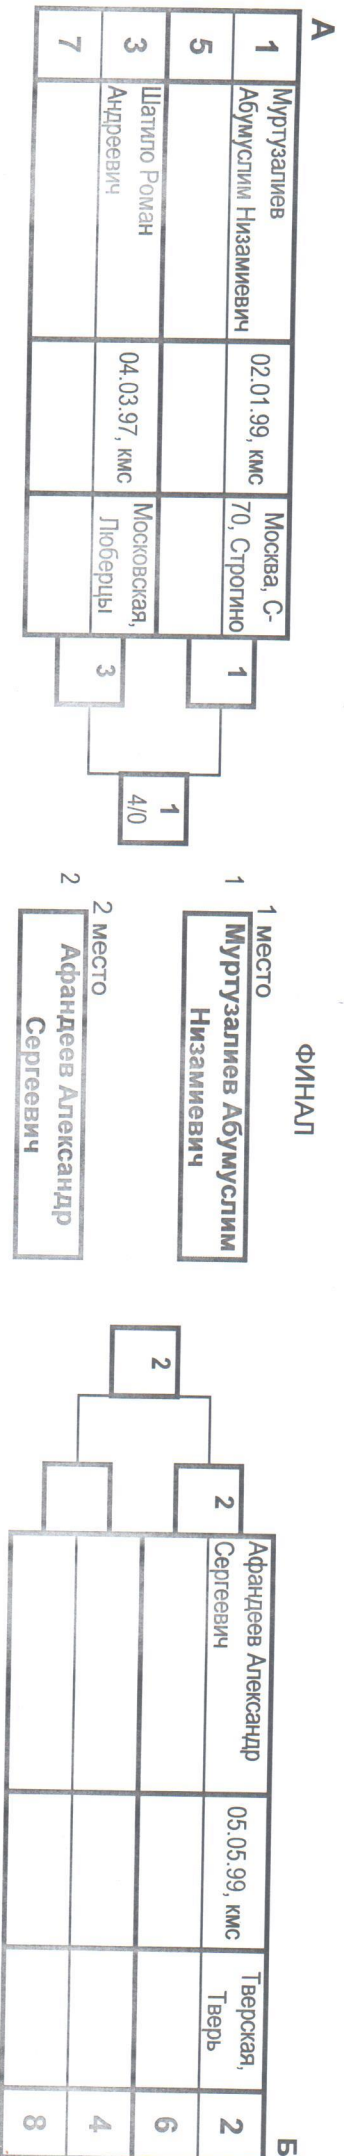 А
ФИНАЛ
Б
1
Муртузалиев
Абумуслим Низамиевич
02.01.99, кмс
Москва, С-
70, Строгино
5
3
Шатило Роман
Андреевич
04.03.97, кмс
Московская,
Люберцы
7
1
3
1
4/0
1 место
1
Муртузалиев Абумуслим
Низамиевич
2 место
2
Афандеев Александр
Сергеевич
2
2
Афандеев Александр
Сергеевич
05.05.99, кмс
Тверская,
Тверь
2
6
4
8